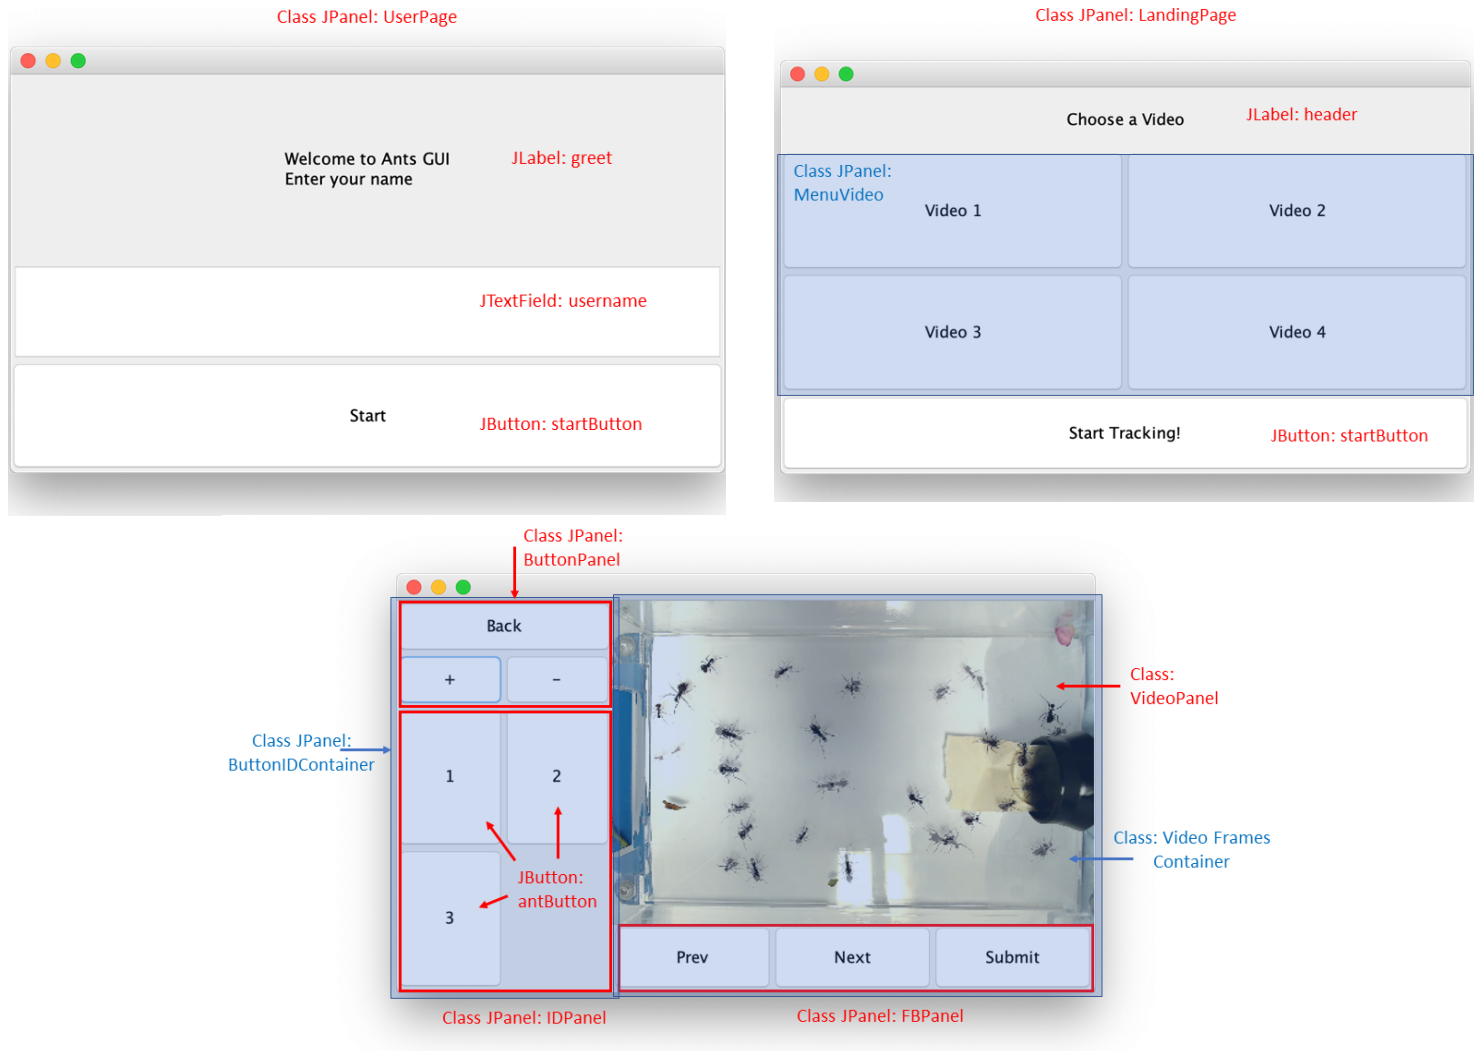 Class JPanel: UserPage
Welcome to Ants GUI
Enter your name
JLabel: greet
JTextField: username
Start
JButton: startButton
Class JPanel: LandingPage
Choose a Video
JLabel: header
Class JPanel:
MenuVideo
Video 1
Video 2
Video 3
Video 4
Start Tracking!
JButton: startButton
Class JPanel:
ButtonPanel
Back
+
-
Class JPanel:
ButtonIDContainer
1
2
3
JButton:
antButton
Class:
VideoPanel
Class: Video Frames
Container
Prev
Next
Submit
Class JPanel: IDPanel
Class JPanel: FBPanel